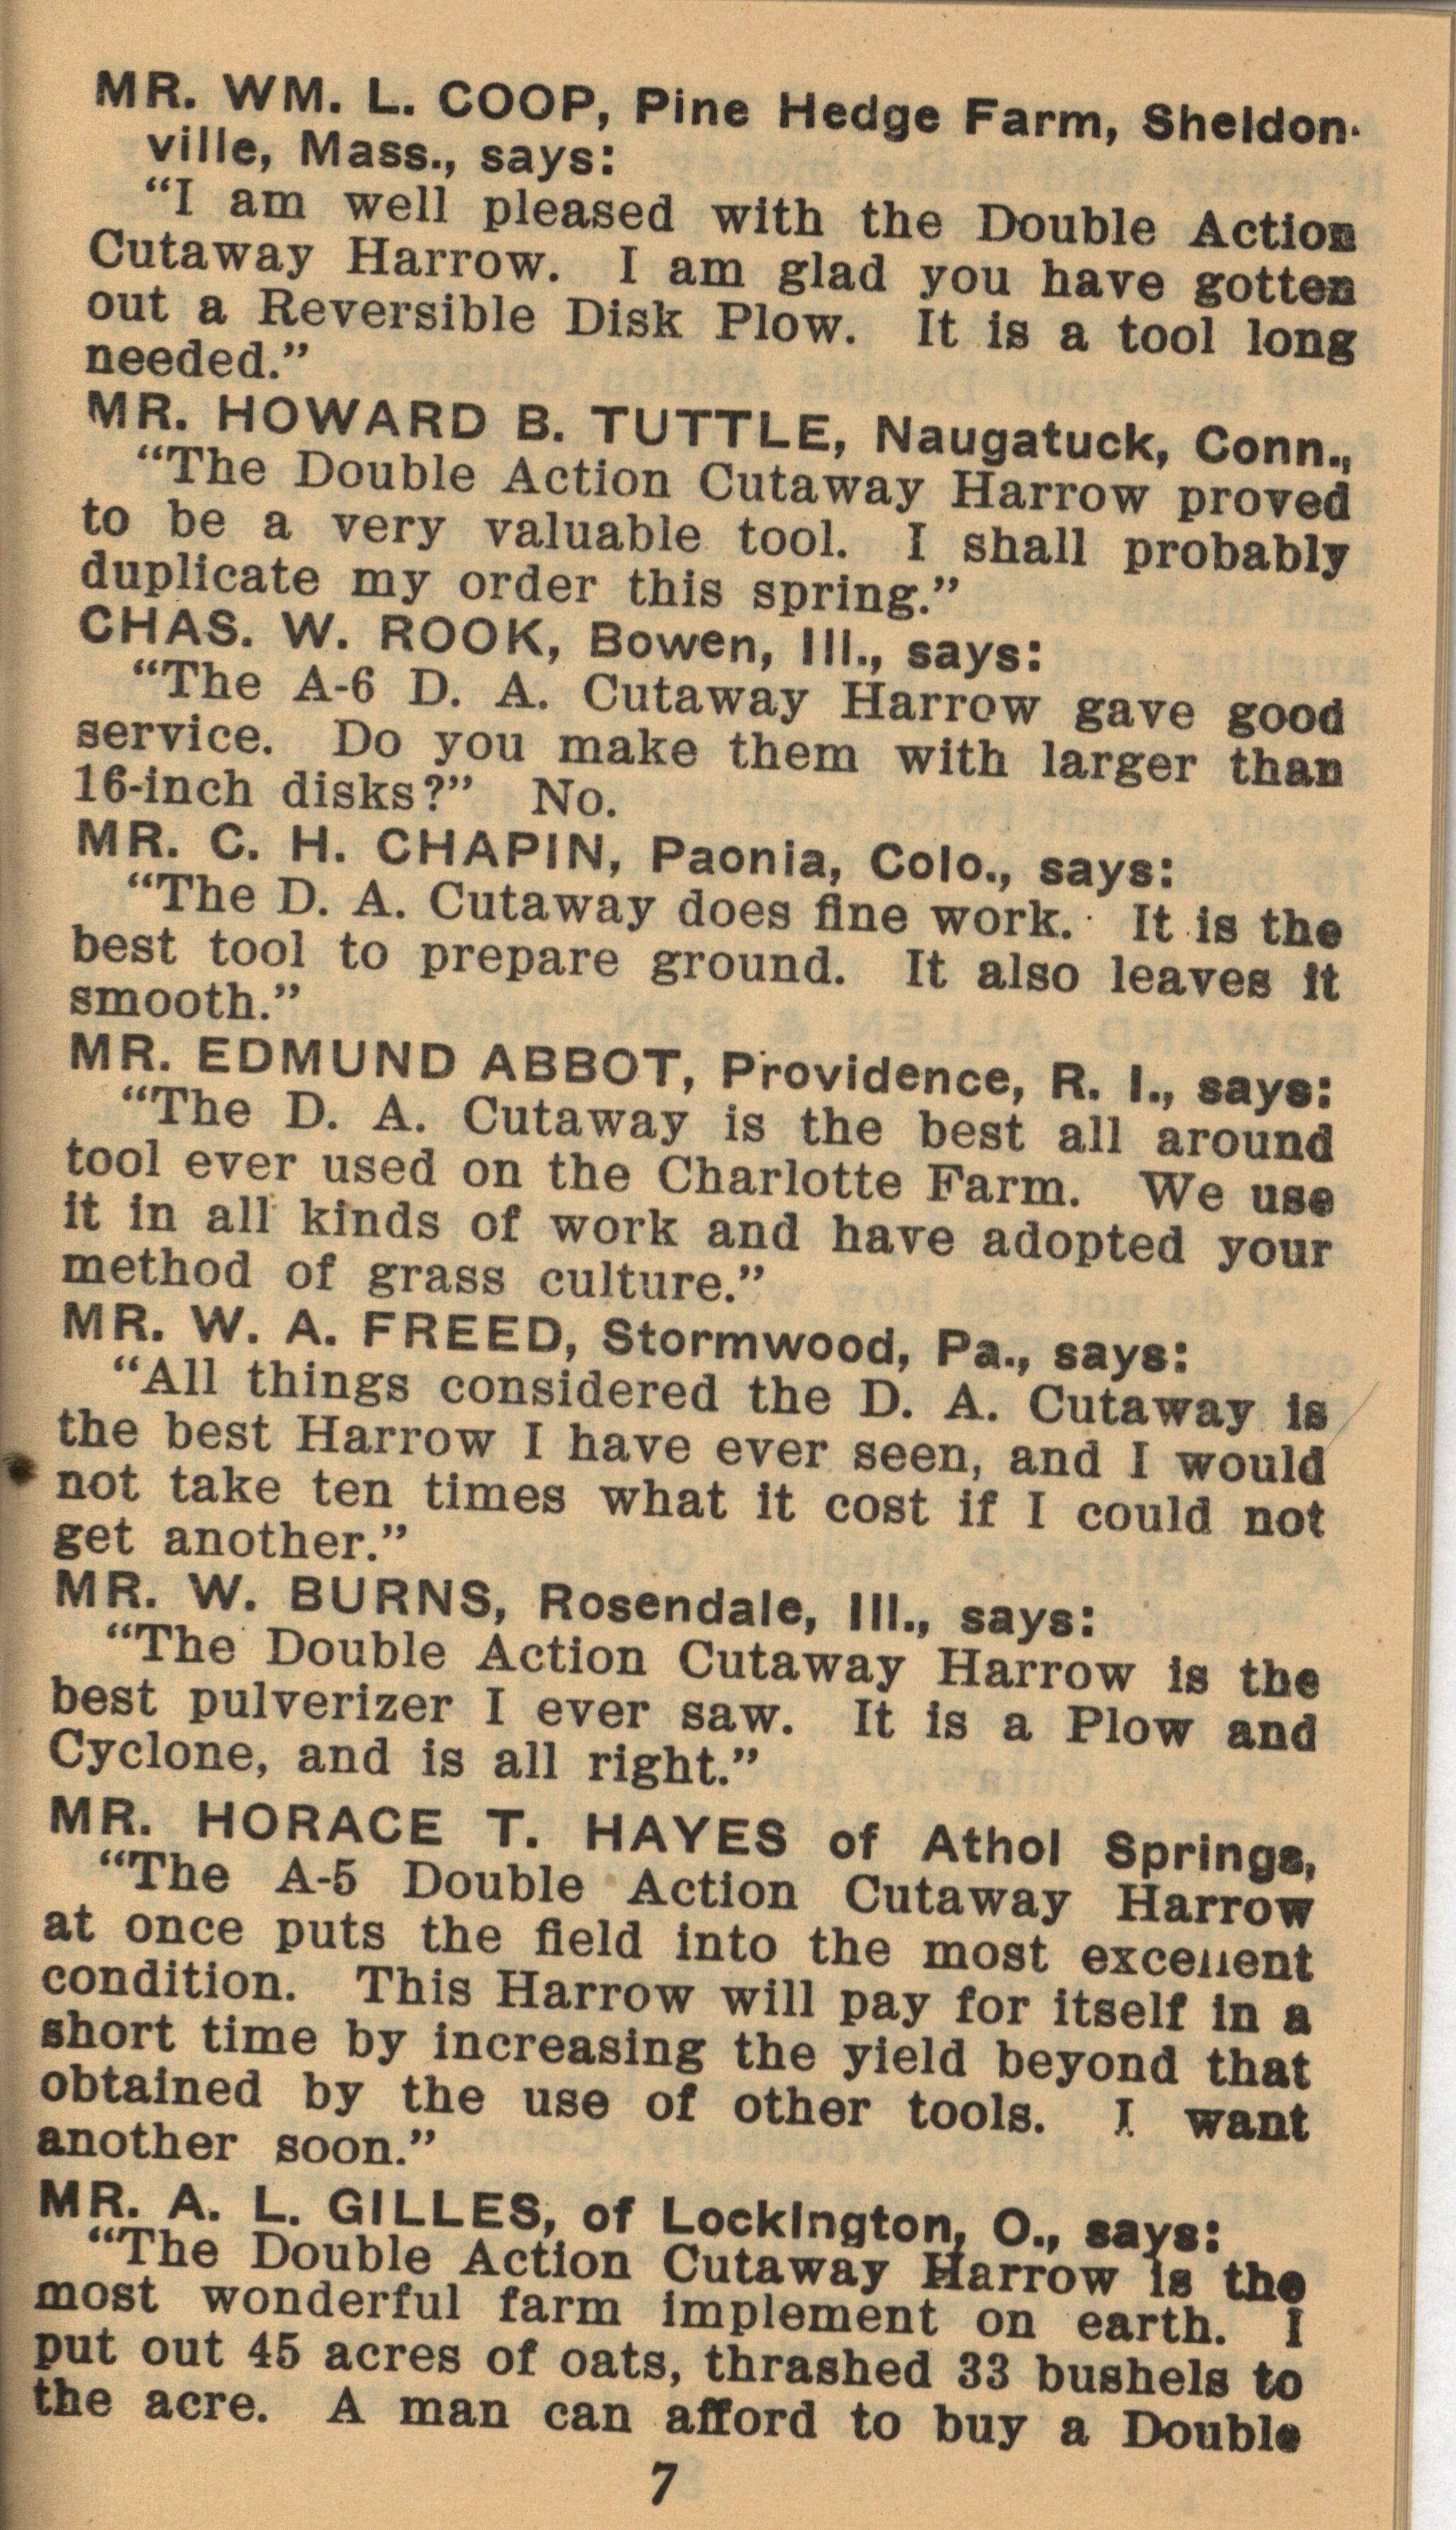 MR. WM. L. COOP, Pine Hedge Farm, Sheldon-
ville, Mass., says:
“I am well pleased with the Double Action
Cutaway Harrow. I am glad you have gotten
out a Reversible Disk Plow. It is a tool long
needed.”
MR. HOWARD B. TUTTLE, Naugatuck, Conn.,
“The Double Action Cutaway Harrow proved
to be a very valuable tool. I shall probably
duplicate my order this spring.”
CHAS. W. ROOK, Bowen, Ill., says:
“The A-6 D. A. Cutaway Harrow gave good
service. Do you make them with larger than
16-inch disks?” No.
MR. C. H. CHAPIN, Paonia, Colo., says:
“The D. A. Cutaway does fine work. It is the
best tool to prepare ground. It also leaves it
smooth.”
MR. EDMUND ABBOT, Providence, R. I., says:
“The D. A. Cutaway is the best all around
tool ever used on the Charlotte Farm. We use
it in all kinds of work and have adopted your
method of grass culture.”
MR. W. A. FREED, Stormwood, Pa., says:
“All things considered the D. A. Cutaway is
the best Harrow I have ever seen, and I would
not take ten times what it cost if I could not
get another.”
MR. W. BURNS, Rosendale, Ill., says:
“The Double Action Cutaway Harrow is the
best pulverizer I ever saw. It is a Plow and
Cyclone, and is all right.”
MR. HORACE T. HAYES of Athol Springs,
“The A-5 Double Action Cutaway Harrow
at once puts the field into the most excellent
condition. This Harrow will pay for itself in a
short time by increasing the yield beyond that
obtained by the use of other tools. I want
another soon.”
MR. A. L. GILLES, of Lockington, O., says:
“The Double Action Cutaway Harrow is the
most wonderful farm implement on earth. I
put out 45 acres of oats, thrashed 33 bushels to
the acre. A man can afford to buy a Double
7